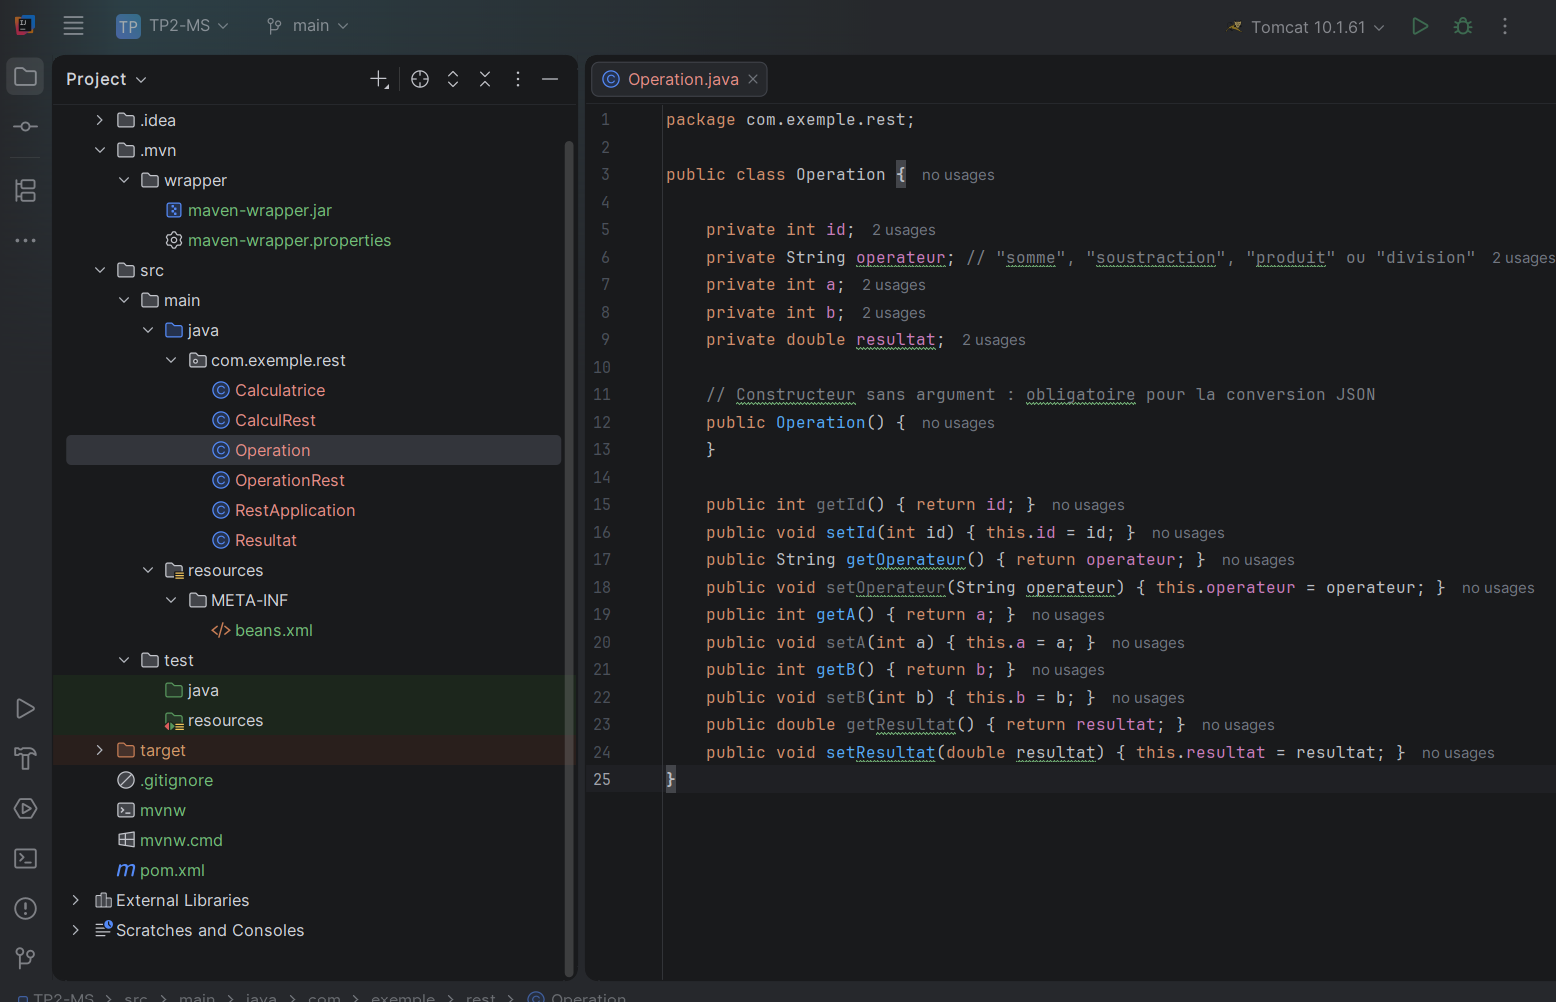 TP TP2-MS main Tomcat 10.1.61
Project
Operation.java
.idea
.mvn
wrapper
maven-wrapper.jar
maven-wrapper.properties
src
main
java
com.exemple.rest
Calculatrice
CalculRest
Operation
OperationRest
RestApplication
Resultat
resources
META-INF
beans.xml
test
java
resources
target
.gitignore
mvnw
mvnw.cmd
pom.xml
External Libraries
Scratches and Consoles
1 package com.exemple.rest;
2
3 public class Operation { no usages
4
5 private int id; 2 usages
6 private String operateur; // "somme", "soustraction", "produit" ou "division" 2 usages
7 private int a; 2 usages
8 private int b; 2 usages
9 private double resultat; 2 usages
10
11 // Constructeur sans argument : obligatoire pour la conversion JSON
12 public Operation() { no usages
13 }
14
15 public int getId() { return id; } no usages
16 public void setId(int id) { this.id = id; } no usages
17 public String getOperateur() { return operateur; } no usages
18 public void setOperateur(String operateur) { this.operateur = operateur; } no usages
19 public int getA() { return a; } no usages
20 public void setA(int a) { this.a = a; } no usages
21 public int getB() { return b; } no usages
22 public void setB(int b) { this.b = b; } no usages
23 public double getResultat() { return resultat; } no usages
24 public void setResultat(double resultat) { this.resultat = resultat; } no usages
25 }
TP2-MS > src > main > java > com > exemple > rest > Operation